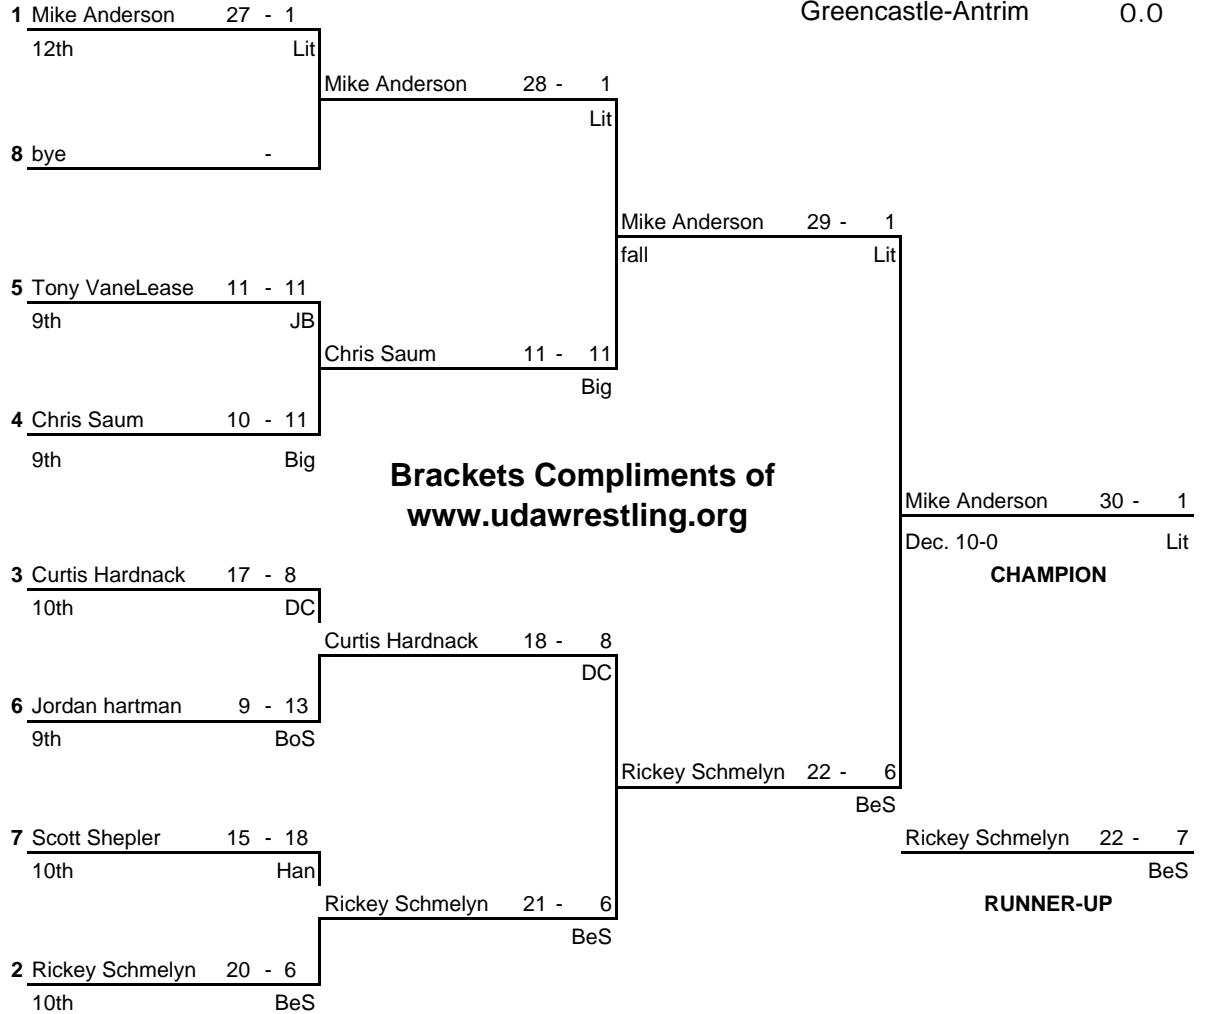 1 Mike Anderson 27 - 1
Greencastle-Antrim 0.0
12th Lit
Mike Anderson 28 - 1
Lit
8 bye -
Mike Anderson 29 - 1
fall Lit
5 Tony VaneLease 11 - 11
9th JB
Chris Saum 11 - 11
Big
4 Chris Saum 10 - 11
9th Big
Brackets Compliments of
www.udawrestling.org
Mike Anderson 30 - 1
Dec. 10-0 Lit
CHAMPION
3 Curtis Hardnack 17 - 8
10th DC
Curtis Hardnack 18 - 8
DC
6 Jordan hartman 9 - 13
9th BoS
Rickey Schmelyn 22 - 6
BeS
7 Scott Shepler 15 - 18
10th Han
Rickey Schmelyn 22 - 7
BeS
RUNNER-UP
Rickey Schmelyn 21 - 6
BeS
2 Rickey Schmelyn 20 - 6
10th BeS